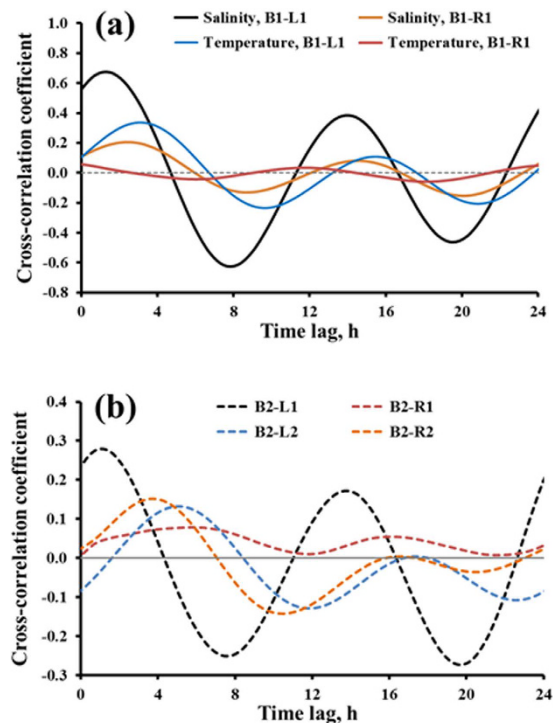 (a)
Salinity, B1-L1 Salinity, B1-R1
Temperature, B1-L1 Temperature, B1-R1
Cross-correlation coefficient
1.0
0.8
0.6
0.4
0.2
0.0
-0.2
-0.4
-0.6
-0.8
0 4 8 12 16 20 24
Time lag, h
(b)
B2-L1 B2-R1
B2-L2 B2-R2
Cross-correlation coefficient
0.4
0.3
0.2
0.1
0.0
-0.1
-0.2
-0.3
0 4 8 12 16 20 24
Time lag, h